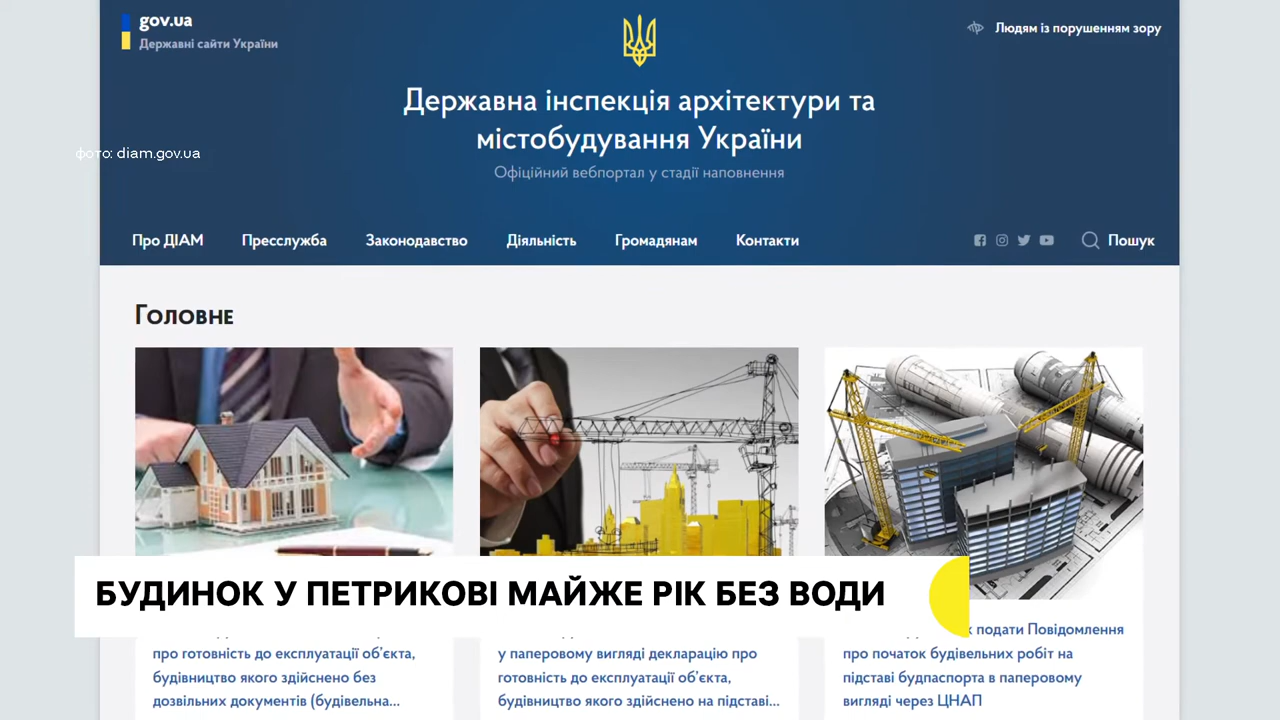 gov.ua
Державні сайти України
Людям із порушенням зору
Державна інспекція архітектури та
містобудування України
фото: diam.gov.ua
Офіційний вебпортал у стадії наповнення
Про ДІАМ Пресслужба Законодавство Діяльність Громадянам Контакти Пошук
Головне
БУДИНОК У ПЕТРИКОВІ МАЙЖЕ РІК БЕЗ ВОДИ
про готовність до експлуатації об’єкта,
будівництво якого здійснено без
дозвільних документів (будівельна...
у паперовому вигляді декларацію про
готовність до експлуатації об’єкта,
будівництво якого здійснено на підставі...
подати Повідомлення
про початок будівельних робіт на
підставі будпаспорта в паперовому
вигляді через ЦНАП